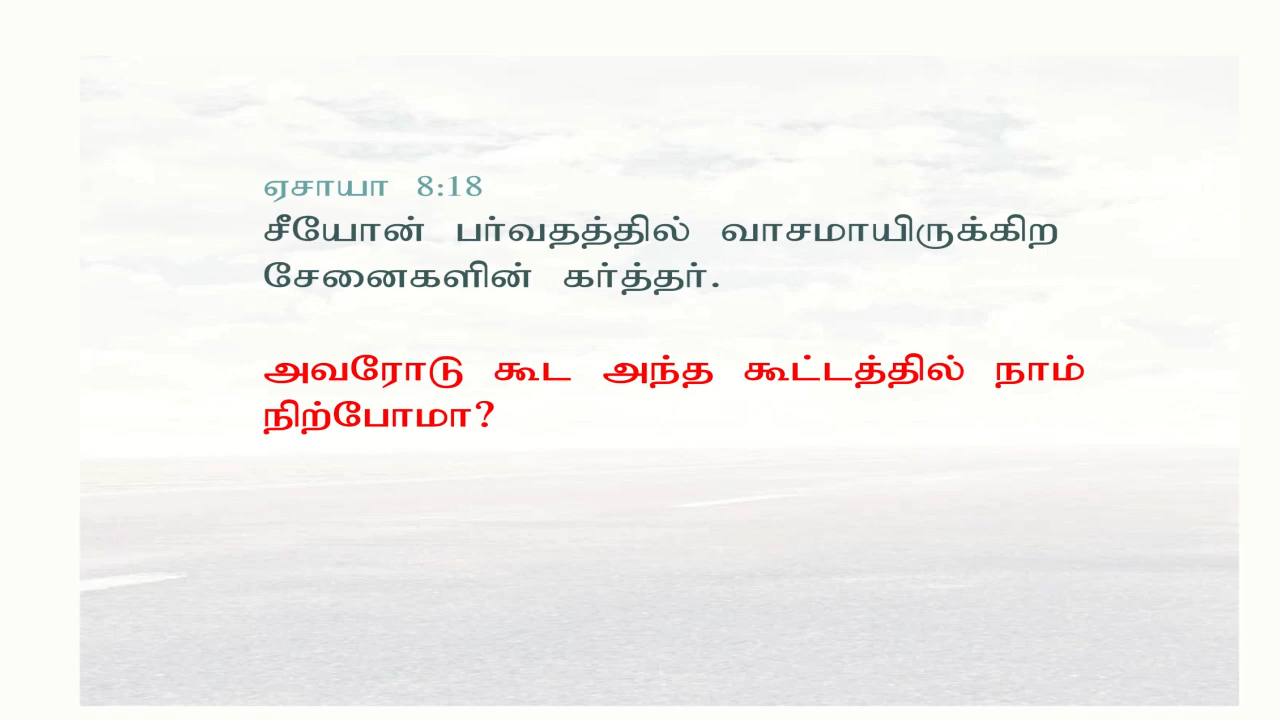 ஏசாயா 8:18
சீயோன் பர்வதத்தில் வாசமாயிருக்கிற
சேனைகளின் கர்த்தர்.
அவரோடு கூட அந்த கூட்டத்தில் நாம்
நிற்போமா?